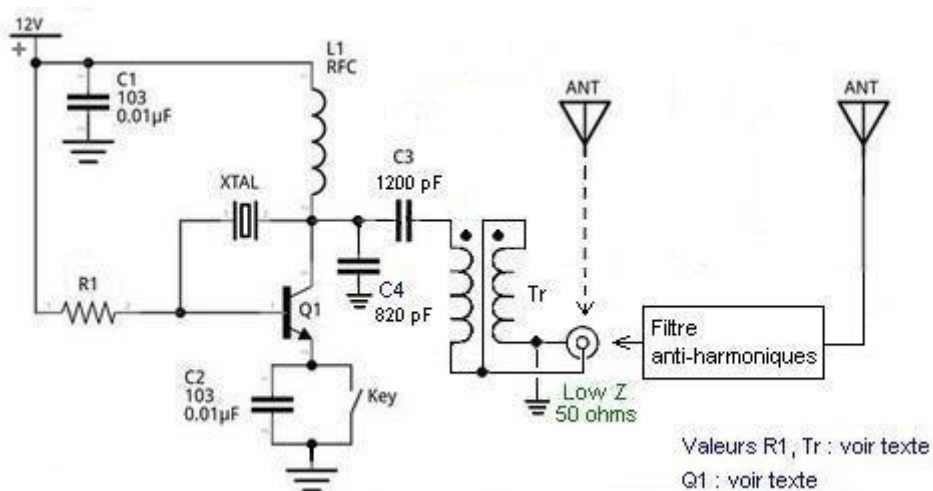 12V
+
L1
RFC
C1
103
0.01µF
ANT
ANT
C3
1200 pF
XTAL
R1
Q1
C4
820 pF
Tr
Filtre
anti-harmoniques
C2
103
0.01µF
Key
Low Z
50 ohms
Valeurs R1, Tr : voir texte
Q1 : voir texte